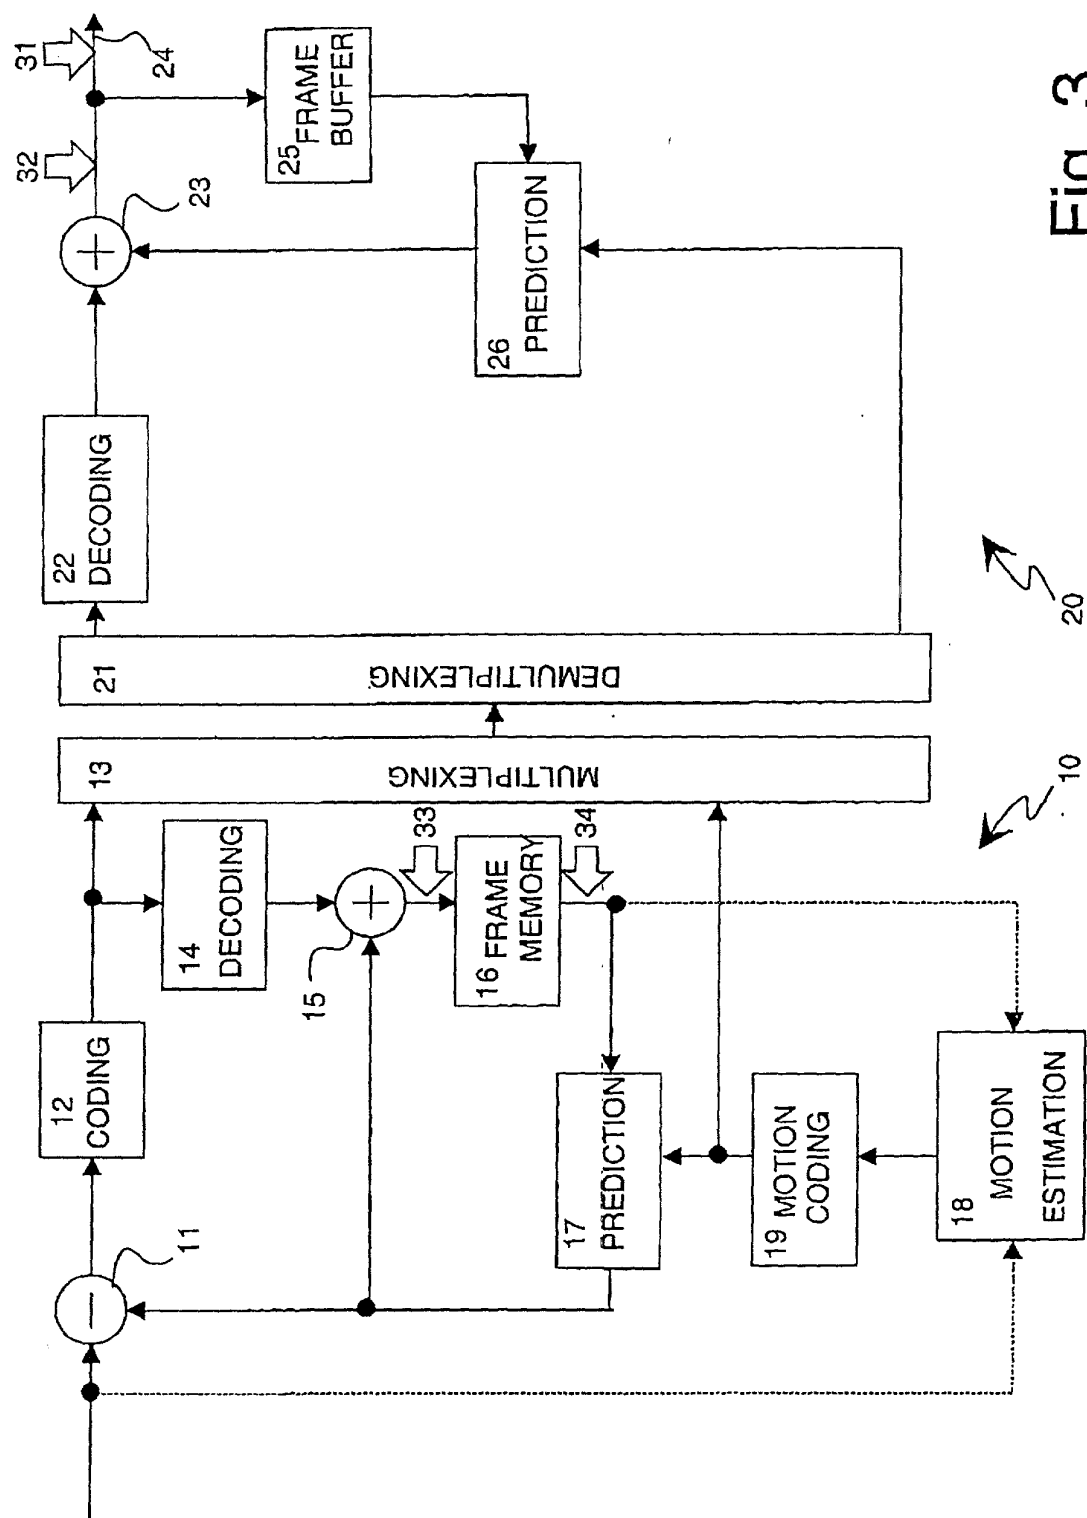 11
12
CODING
13
MULTIPLEXING
14
DECODING
15
33
16 FRAME
MEMORY
34
17
PREDICTION
19 MOTION
CODING
18
MOTION
ESTIMATION
10
21
DEMULTIPLEXING
22
DECODING
23
32
31
24
25 FRAME
BUFFER
26
PREDICTION
20
Fig. 3